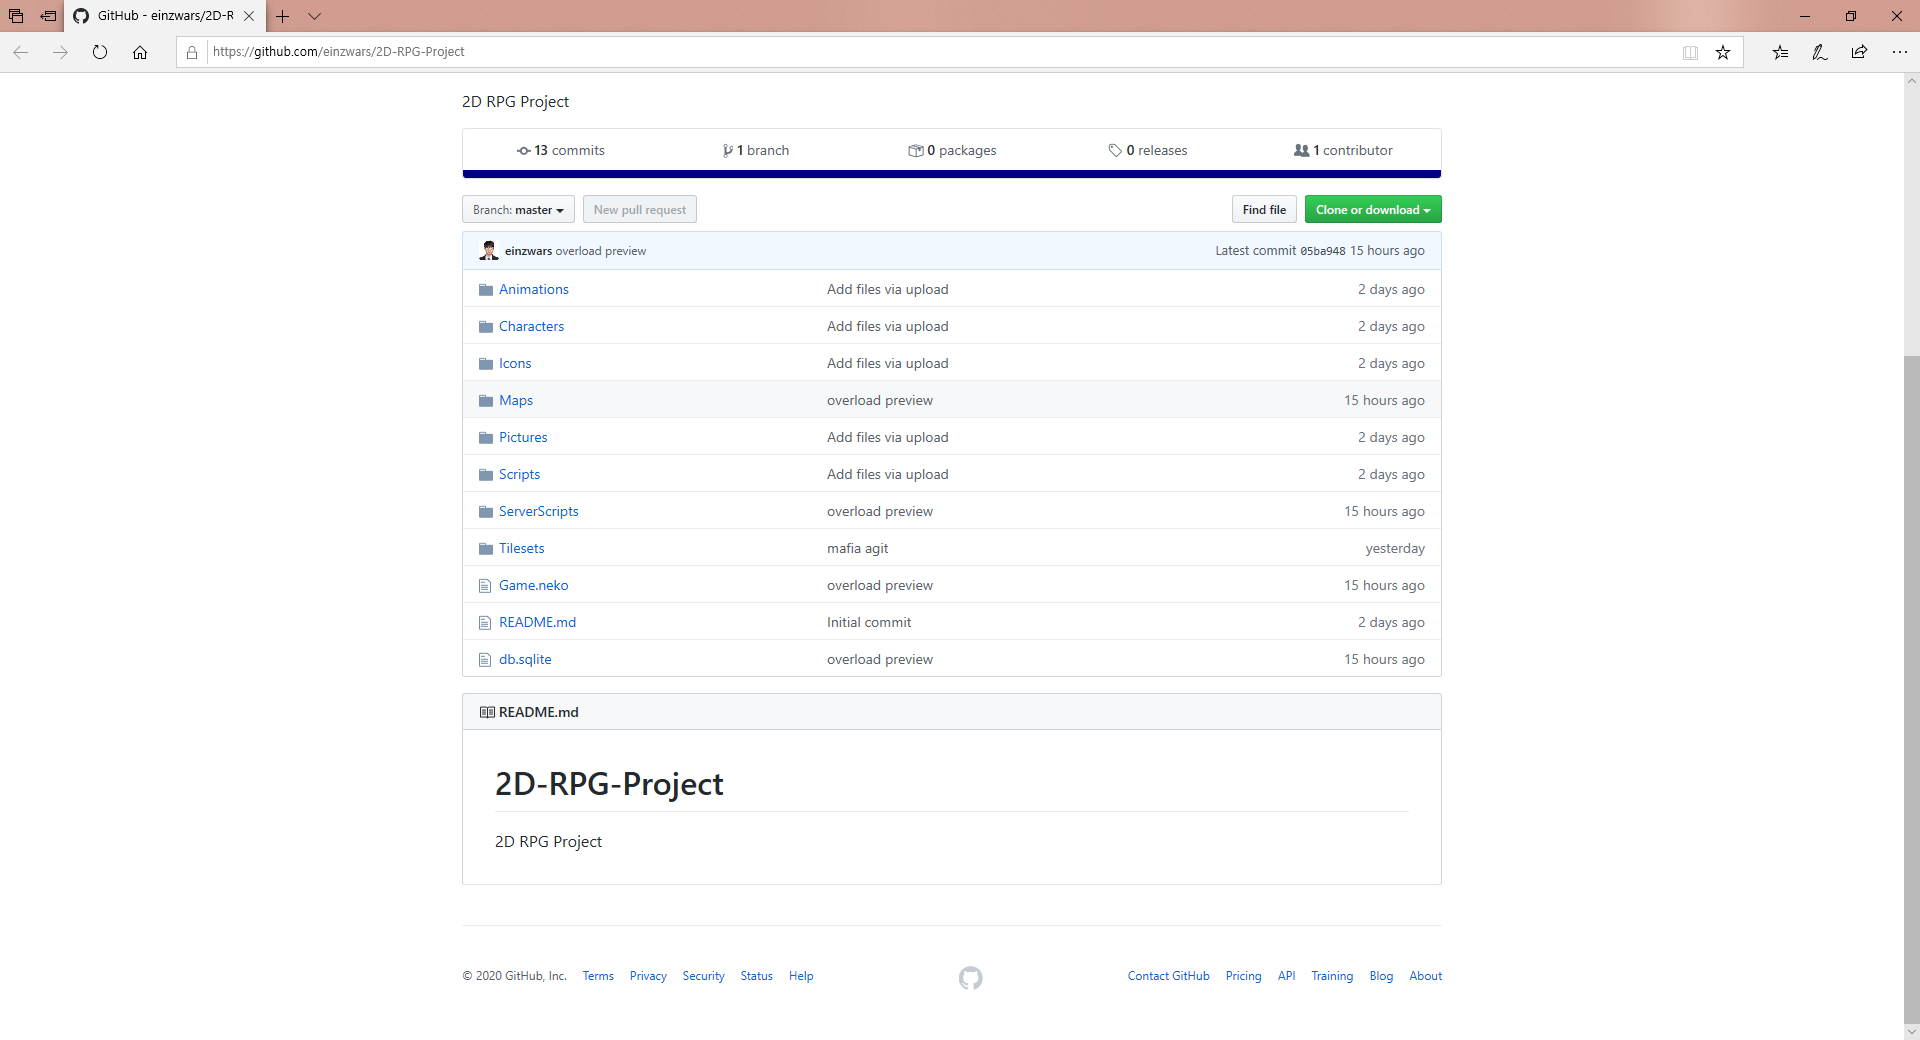 GitHub - einzwars/2D-R
https://github.com/einzwars/2D-RPG-Project
2D RPG Project
13 commits 1 branch 0 packages 0 releases 1 contributor
Branch: master New pull request Find file Clone or download
einzwars overload preview Latest commit 05ba948 15 hours ago
Animations Add files via upload 2 days ago
Characters Add files via upload 2 days ago
Icons Add files via upload 2 days ago
Maps overload preview 15 hours ago
Pictures Add files via upload 2 days ago
Scripts Add files via upload 2 days ago
ServerScripts overload preview 15 hours ago
Tilesets mafia agit yesterday
Game.neko overload preview 15 hours ago
README.md Initial commit 2 days ago
db.sqlite overload preview 15 hours ago
README.md
2D-RPG-Project
2D RPG Project
© 2020 GitHub, Inc. Terms Privacy Security Status Help Contact GitHub Pricing API Training Blog About